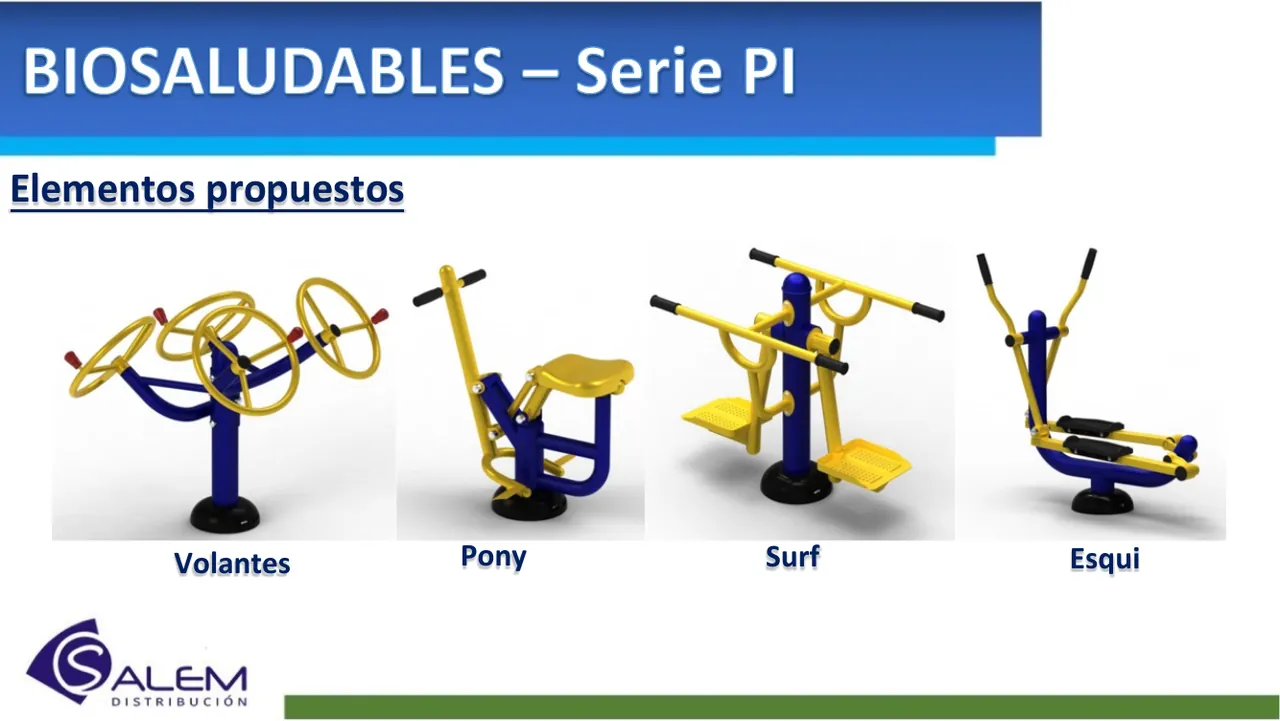 BIOSALUDABLES – Serie PI
Elementos propuestos
Volantes
Pony
Surf
Esqui
SALEM
DISTRIBUCIÓN